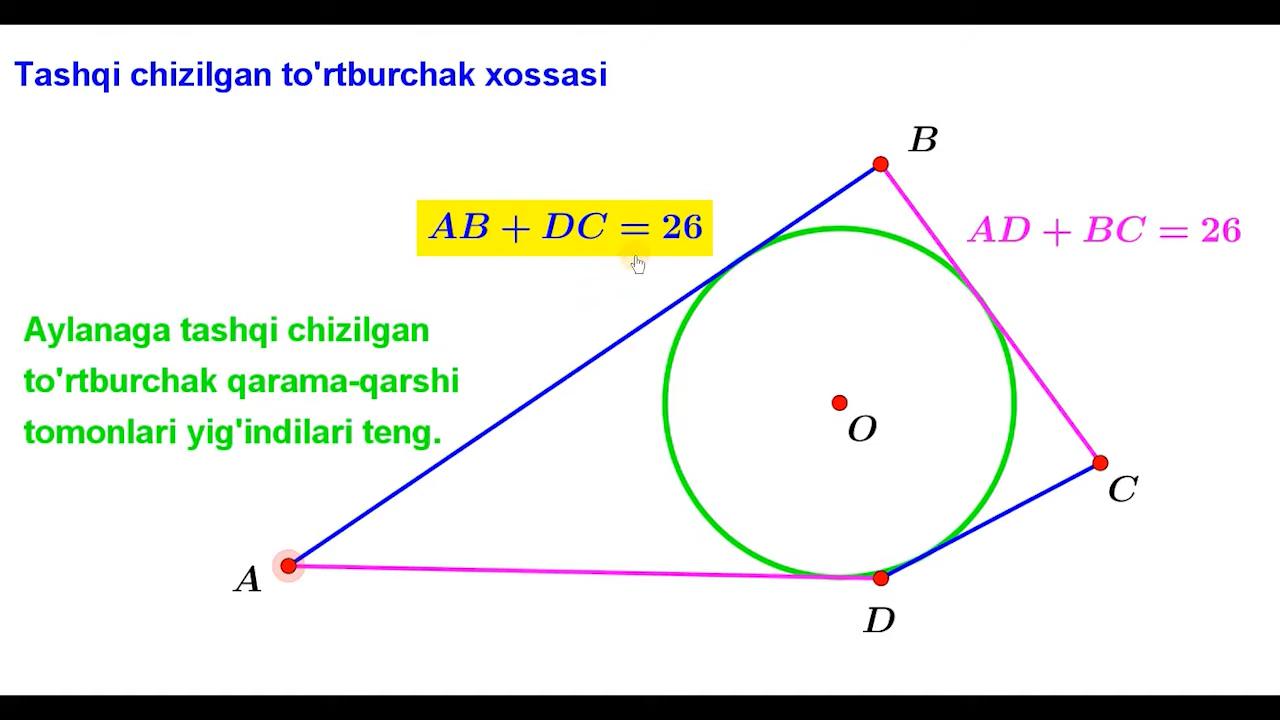 Tashqi chizilgan to'rtburchak xossasi
B
AB + DC = 26
AD + BC = 26
Aylanaga tashqi chizilgan
to'rtburchak qarama-qarshi
tomonlari yig'indilari teng.
O
C
A
D